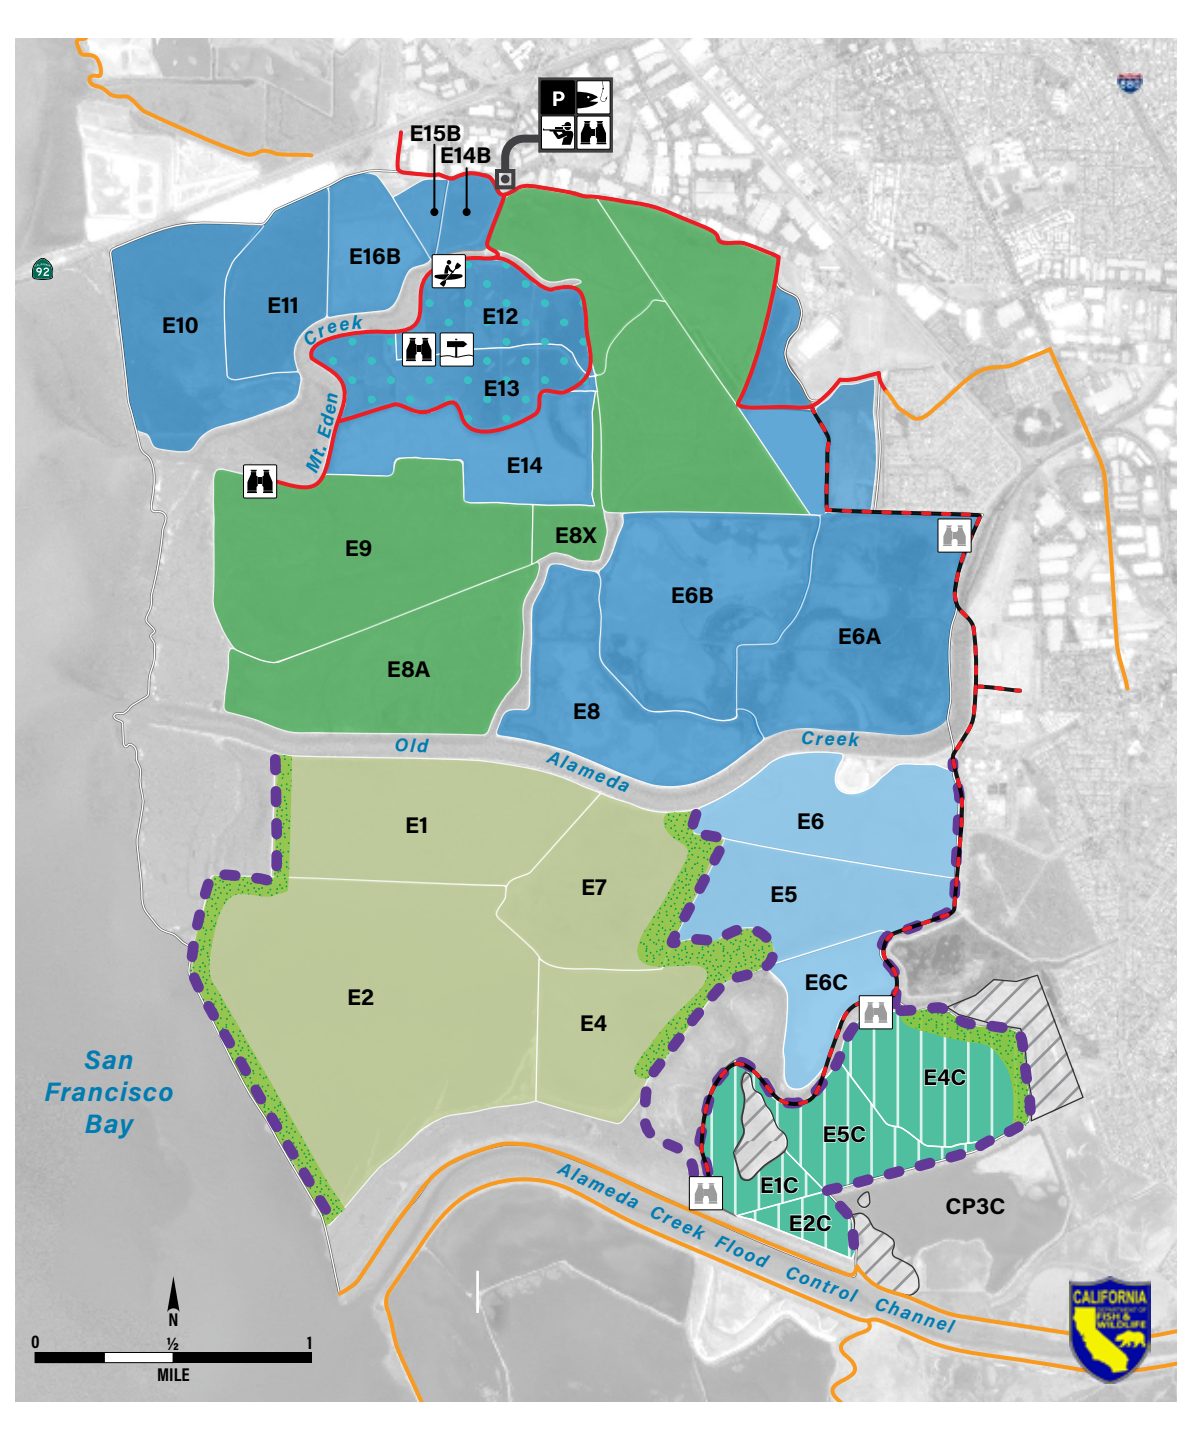 P
E15B
E14B
92
E16B
E11
E10
E12
Creek
E13
Mt. Eden
E14
E8X
E9
E6B
E6A
E8A
E8
Old
Alameda
Creek
E1
E6
E7
E5
E2
E6C
E4
San
Francisco
Bay
E4C
E5C
E1C
E2C
CP3C
Alameda Creek Flood Control Channel
N
0 ½ 1
MILE
CALIFORNIA
DEPARTMENT OF
FISH &
WILDLIFE